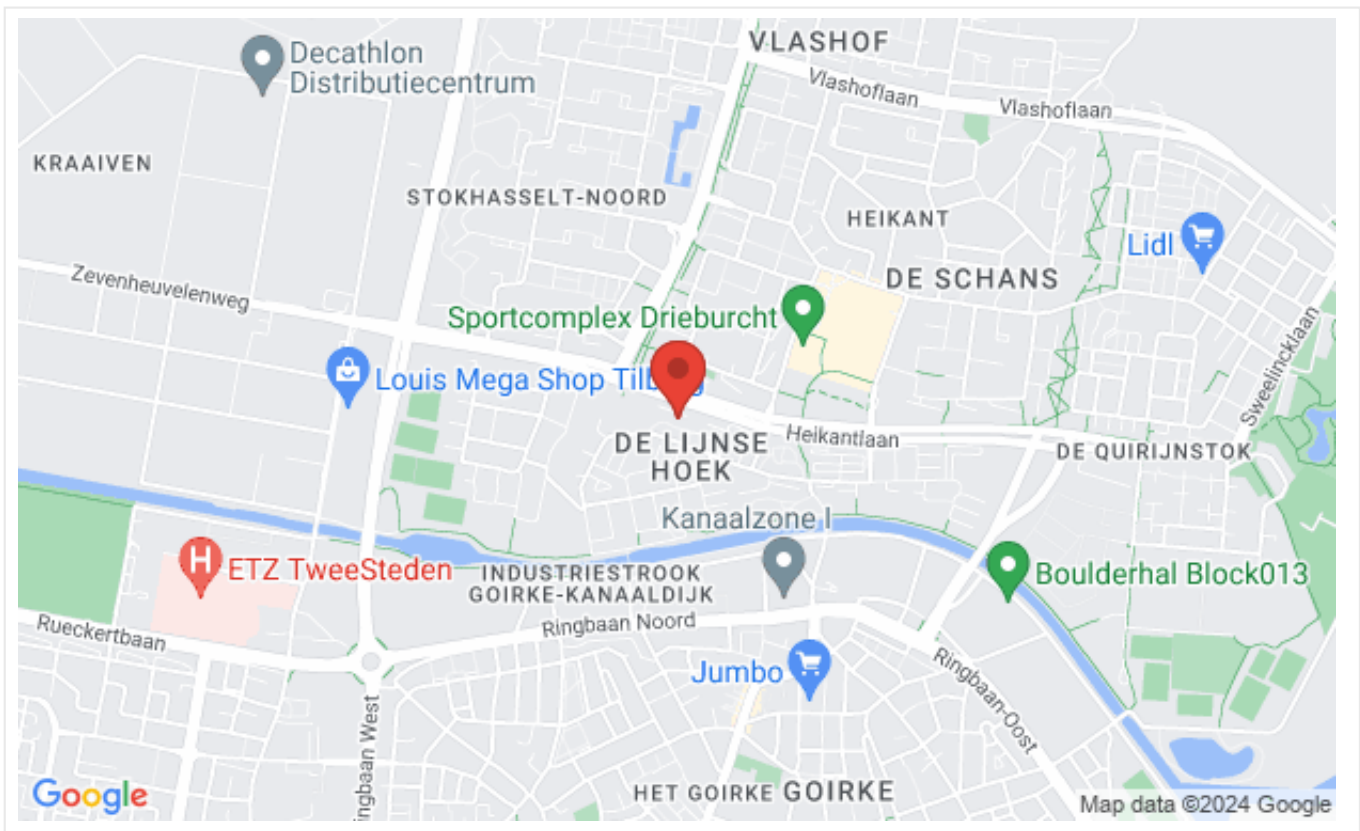 VLASHOF
Decathlon
Distributiecentrum
Vlashoflaan
Vlashoflaan
KRAAIVEN
STOKHASSELT-NOORD
HEIKANT
Lidl
DE SCHANS
Zevenheuvelenweg
Sportcomplex Drieburcht
Sweelincklaan
Louis Mega Shop Til g
Heikantlaan
DE LIJNSE
HOEK
DE QUIRIJNSTOK
Kanaalzone I
H
ETZ TweeSteden
INDUSTRIESTROOK
GOIRKE-KANAALDIJK
Boulderhal Block013
Rueckertbaan
Ringbaan Noord
Jumbo
Ringbaan-Oost
ingbaan West
HET GOIRKE
GOIRKE
Google
Map data ©2024 Google